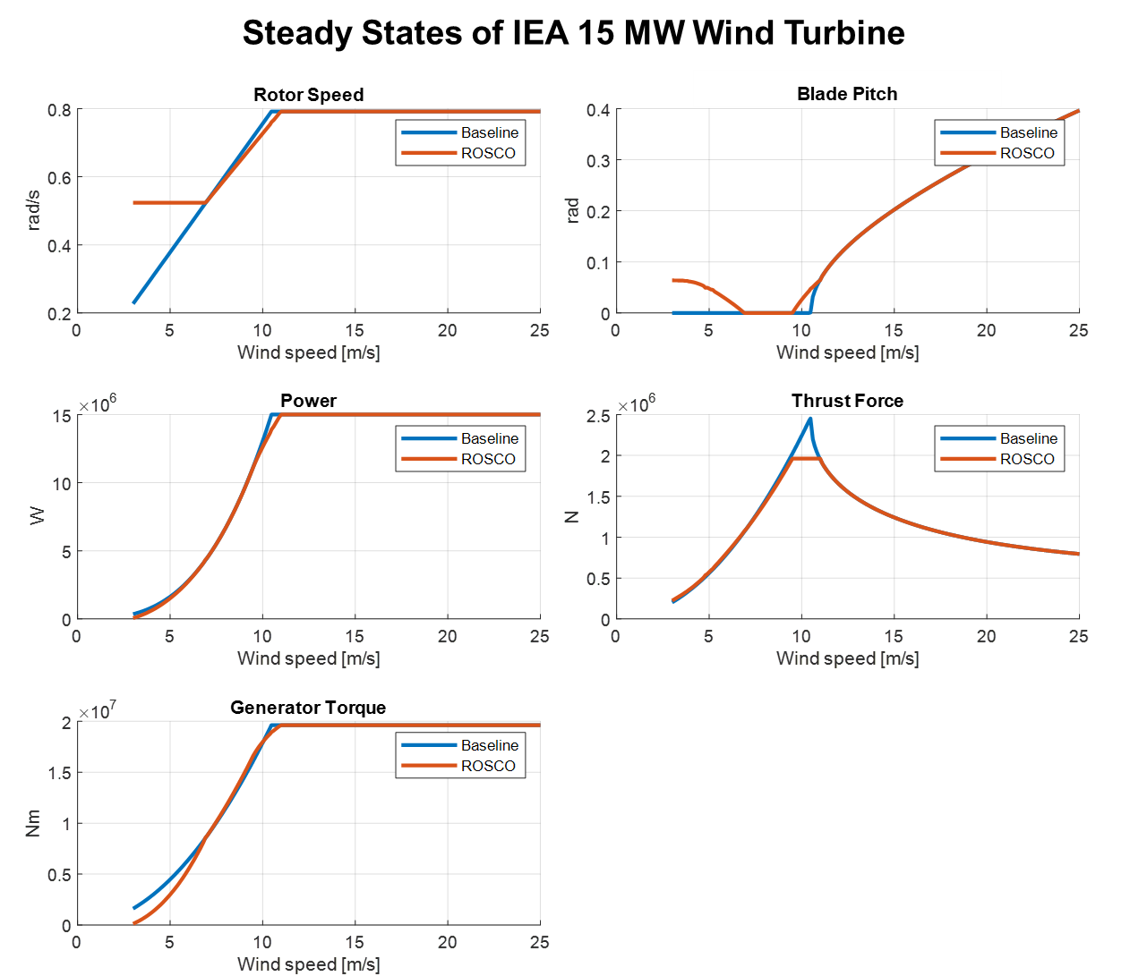 Steady States of IEA 15 MW Wind Turbine
Rotor Speed
0.8
0.6
0.4
0.2
rad/s
Baseline
ROSCO
0 5 10 15 20 25
Wind speed [m/s]
Blade Pitch
0.4
0.3
0.2
0.1
0
rad
Baseline
ROSCO
0 5 10 15 20 25
Wind speed [m/s]
Power
×10⁶
15
10
5
0
W
Baseline
ROSCO
0 5 10 15 20 25
Wind speed [m/s]
Thrust Force
×10⁶
2.5
2
1.5
1
0.5
0
N
Baseline
ROSCO
0 5 10 15 20 25
Wind speed [m/s]
Generator Torque
×10⁷
2
1.5
1
0.5
0
Nm
Baseline
ROSCO
0 5 10 15 20 25
Wind speed [m/s]